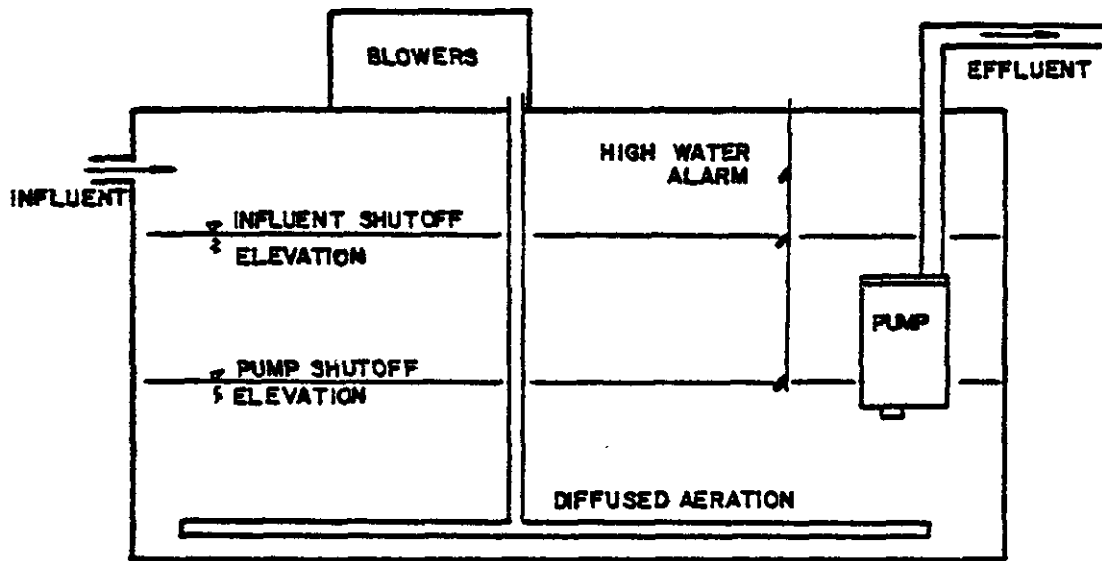 BLOWERS
EFFLUENT
HIGH WATER
ALARM
INFLUENT
INFLUENT SHUTOFF
ELEVATION
PUMP
PUMP SHUTOFF
ELEVATION
DIFFUSED AERATION